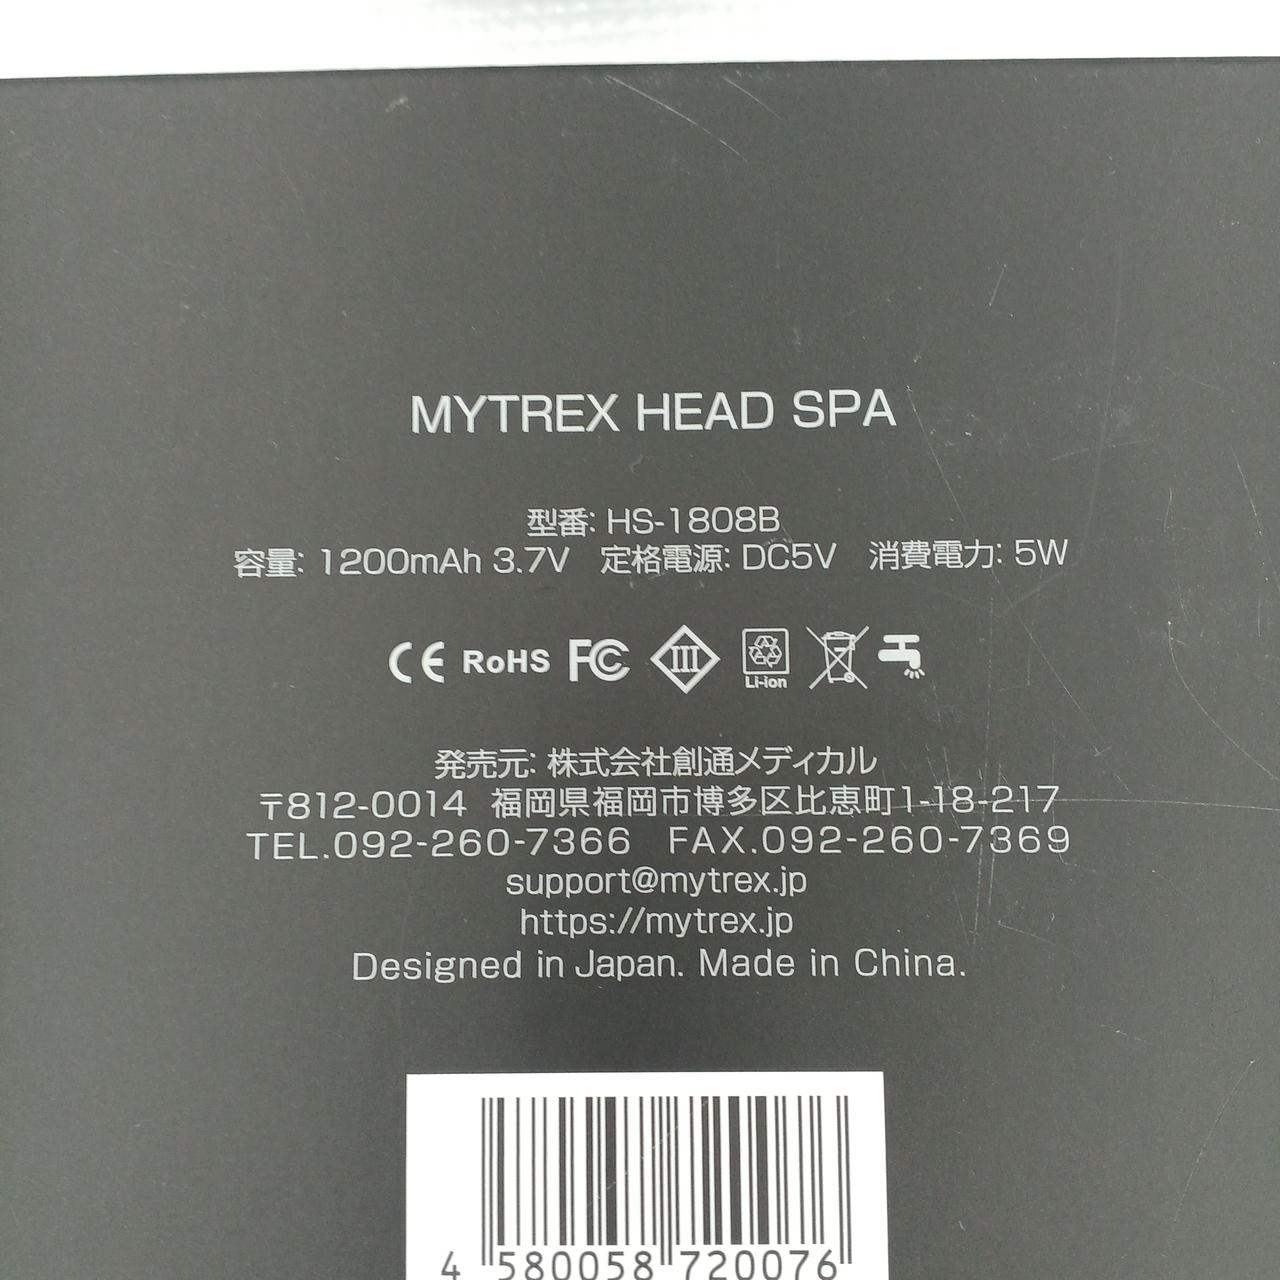 MYTREX HEAD SPA
型番: HS-1808B
容量: 1200mAh 3.7V 定格電源: DC5V 消費電力: 5W
CE RoHS FC III Li-ion
発売元: 株式会社創通メディカル
〒812-0014 福岡県福岡市博多区比恵町1-18-217
TEL.092-260-7366 FAX.092-260-7369
support@mytrex.jp
https://mytrex.jp
Designed in Japan. Made in China.
4 580058 720076